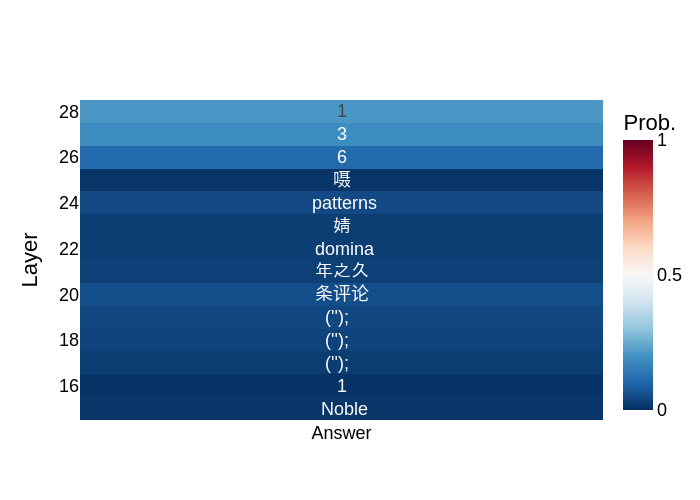 28
1
3
26
6
嗫
24
patterns
婧
22
domina
年之久
20
条评论
('');
18
('');
('');
16
1
Noble
Answer
Layer
Prob.
1
0.5
0